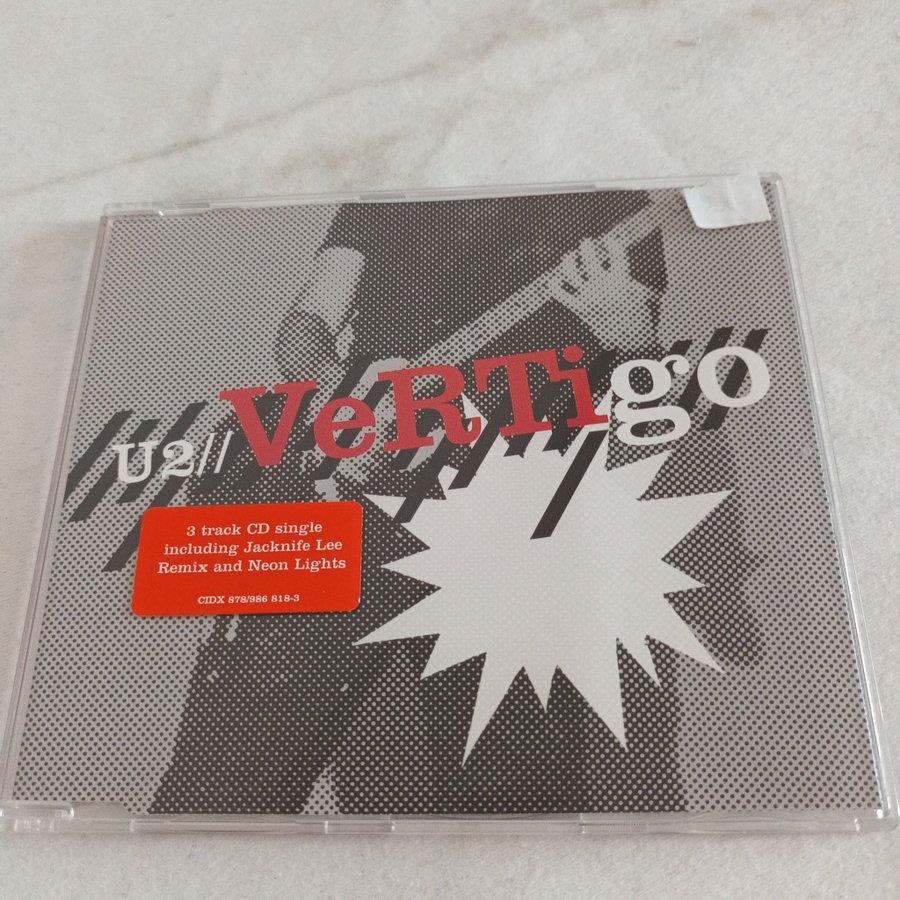 U2// VeRTigo
3 track CD single
including Jacknife Lee
Remix and Neon Lights
CIDX 878/986 818-3